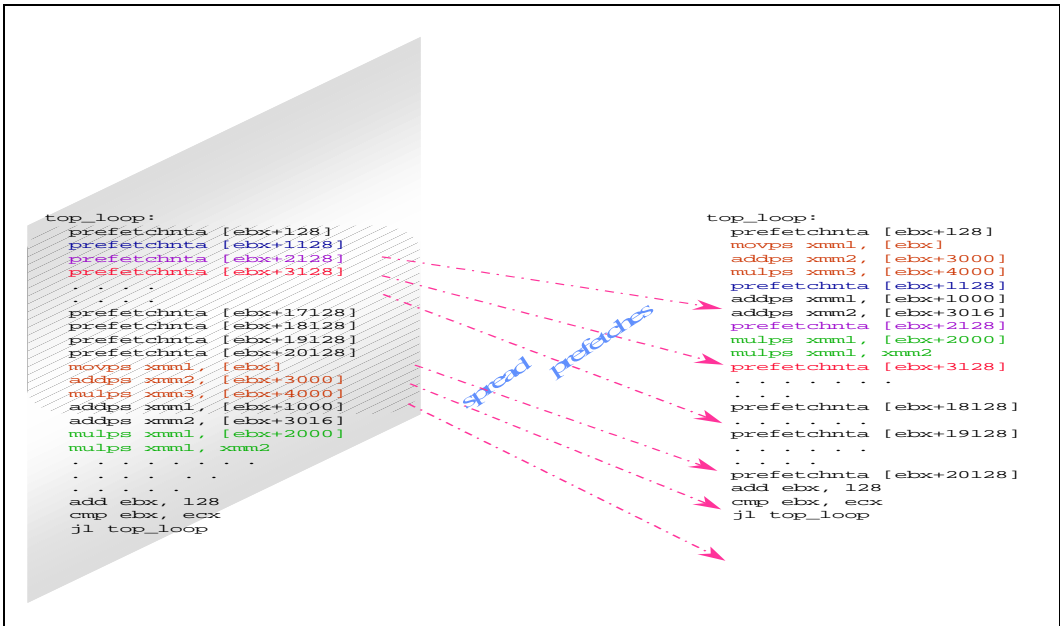 top_loop:
prefetchnta [ebx+128]
prefetchnta [ebx+1128]
prefetchnta [ebx+2128]
prefetchnta [ebx+3128]
. . . .
. . . .
prefetchnta [ebx+17128]
prefetchnta [ebx+18128]
prefetchnta [ebx+19128]
prefetchnta [ebx+20128]
movps xmm1, [ebx]
addps xmm2, [ebx+3000]
mulps xmm3, [ebx+4000]
addps xmm1, [ebx+1000]
addps xmm2, [ebx+3016]
mulps xmm1, [ebx+2000]
mulps xmm1, xmm2
. . . . . . . .
. . . . . .
. . . . .
add ebx, 128
cmp ebx, ecx
jl top_loop
spread prefetches
top_loop:
prefetchnta [ebx+128]
movps xmm1, [ebx]
addps xmm2, [ebx+3000]
mulps xmm3, [ebx+4000]
prefetchnta [ebx+1128]
addps xmm1, [ebx+1000]
addps xmm2, [ebx+3016]
prefetchnta [ebx+2128]
mulps xmm1, [ebx+2000]
mulps xmm1, xmm2
prefetchnta [ebx+3128]
. . . . . . .
. . .
prefetchnta [ebx+18128]
. . . . . .
prefetchnta [ebx+19128]
. . . . . .
. . . .
prefetchnta [ebx+20128]
add ebx, 128
cmp ebx, ecx
jl top_loop